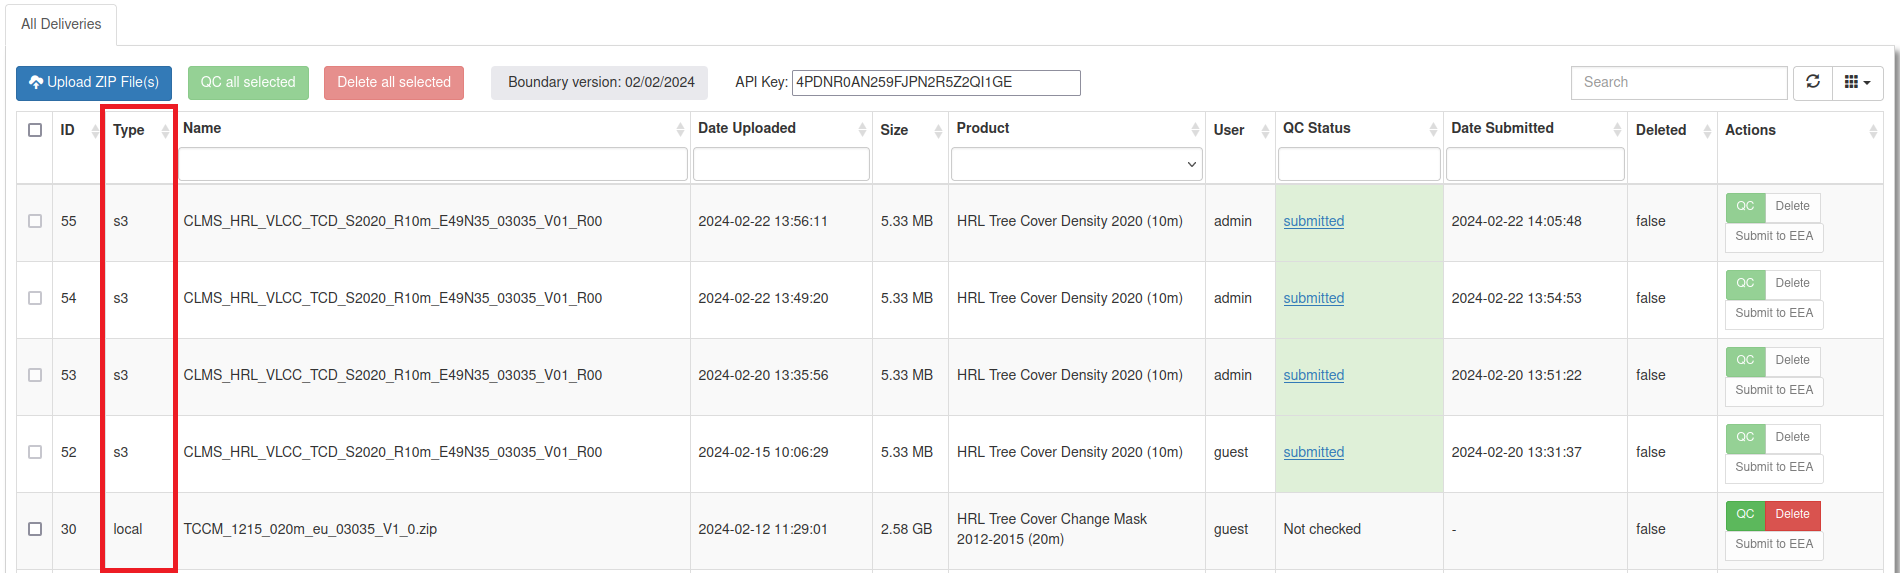 All Deliveries
Upload ZIP File(s) QC all selected Delete all selected Boundary version: 02/02/2024 API Key: 4PDNR0AN259FJPN2R5Z2QI1GE Search
ID Type Name Date Uploaded Size Product User QC Status Date Submitted Deleted Actions
55 s3 CLMS_HRL_VLCC_TCD_S2020_R10m_E49N35_03035_V01_R00 2024-02-22 13:56:11 5.33 MB HRL Tree Cover Density 2020 (10m) admin submitted 2024-02-22 14:05:48 false QC Delete
Submit to EEA
54 s3 CLMS_HRL_VLCC_TCD_S2020_R10m_E49N35_03035_V01_R00 2024-02-22 13:49:20 5.33 MB HRL Tree Cover Density 2020 (10m) admin submitted 2024-02-22 13:54:53 false QC Delete
Submit to EEA
53 s3 CLMS_HRL_VLCC_TCD_S2020_R10m_E49N35_03035_V01_R00 2024-02-20 13:35:56 5.33 MB HRL Tree Cover Density 2020 (10m) admin submitted 2024-02-20 13:51:22 false QC Delete
Submit to EEA
52 s3 CLMS_HRL_VLCC_TCD_S2020_R10m_E49N35_03035_V01_R00 2024-02-15 10:06:29 5.33 MB HRL Tree Cover Density 2020 (10m) guest submitted 2024-02-20 13:31:37 false QC Delete
Submit to EEA
30 local TCCM_1215_020m_eu_03035_V1_0.zip 2024-02-12 11:29:01 2.58 GB HRL Tree Cover Change Mask guest Not checked - false QC Delete
2012-2015 (20m) Submit to EEA